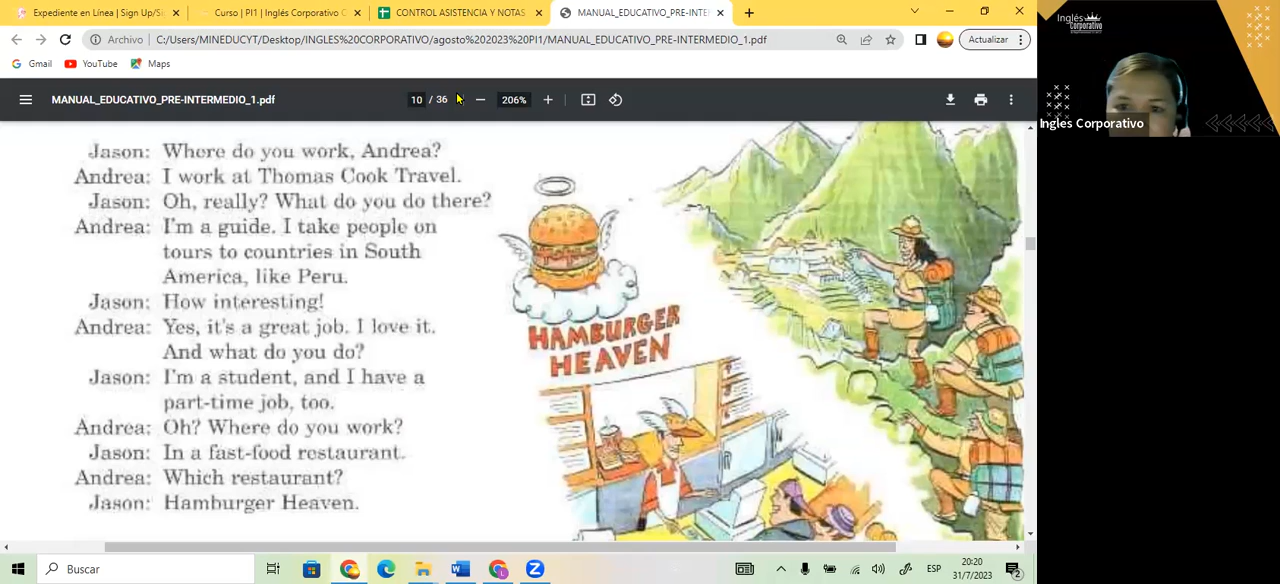 Expediente en Línea | Sign Up/Si
Curso | PI1 | Inglés Corporativo C
CONTROL ASISTENCIA Y NOTAS
MANUAL_EDUCATIVO_PRE-INTERME
Archivo
C:/Users/MINEDUCYT/Desktop/INGLES%20CORPORATIVO/agosto%202023%20PI1/MANUAL_EDUCATIVO_PRE-INTERMEDIO_1.pdf
Actualizar
Gmail
YouTube
Maps
MANUAL_EDUCATIVO_PRE-INTERMEDIO_1.pdf
10 / 36
206%
Inglés
Corporativo
Ingles Corporativo
Jason: Where do you work, Andrea?
Andrea: I work at Thomas Cook Travel.
Jason: Oh, really? What do you do there?
Andrea: I'm a guide. I take people on
tours to countries in South
America, like Peru.
Jason: How interesting!
Andrea: Yes, it's a great job. I love it.
And what do you do?
Jason: I'm a student, and I have a
part-time job, too.
Andrea: Oh? Where do you work?
Jason: In a fast-food restaurant.
Andrea: Which restaurant?
Jason: Hamburger Heaven.
HAMBURGER
HEAVEN
Buscar
ESP
20:20
31/7/2023
2